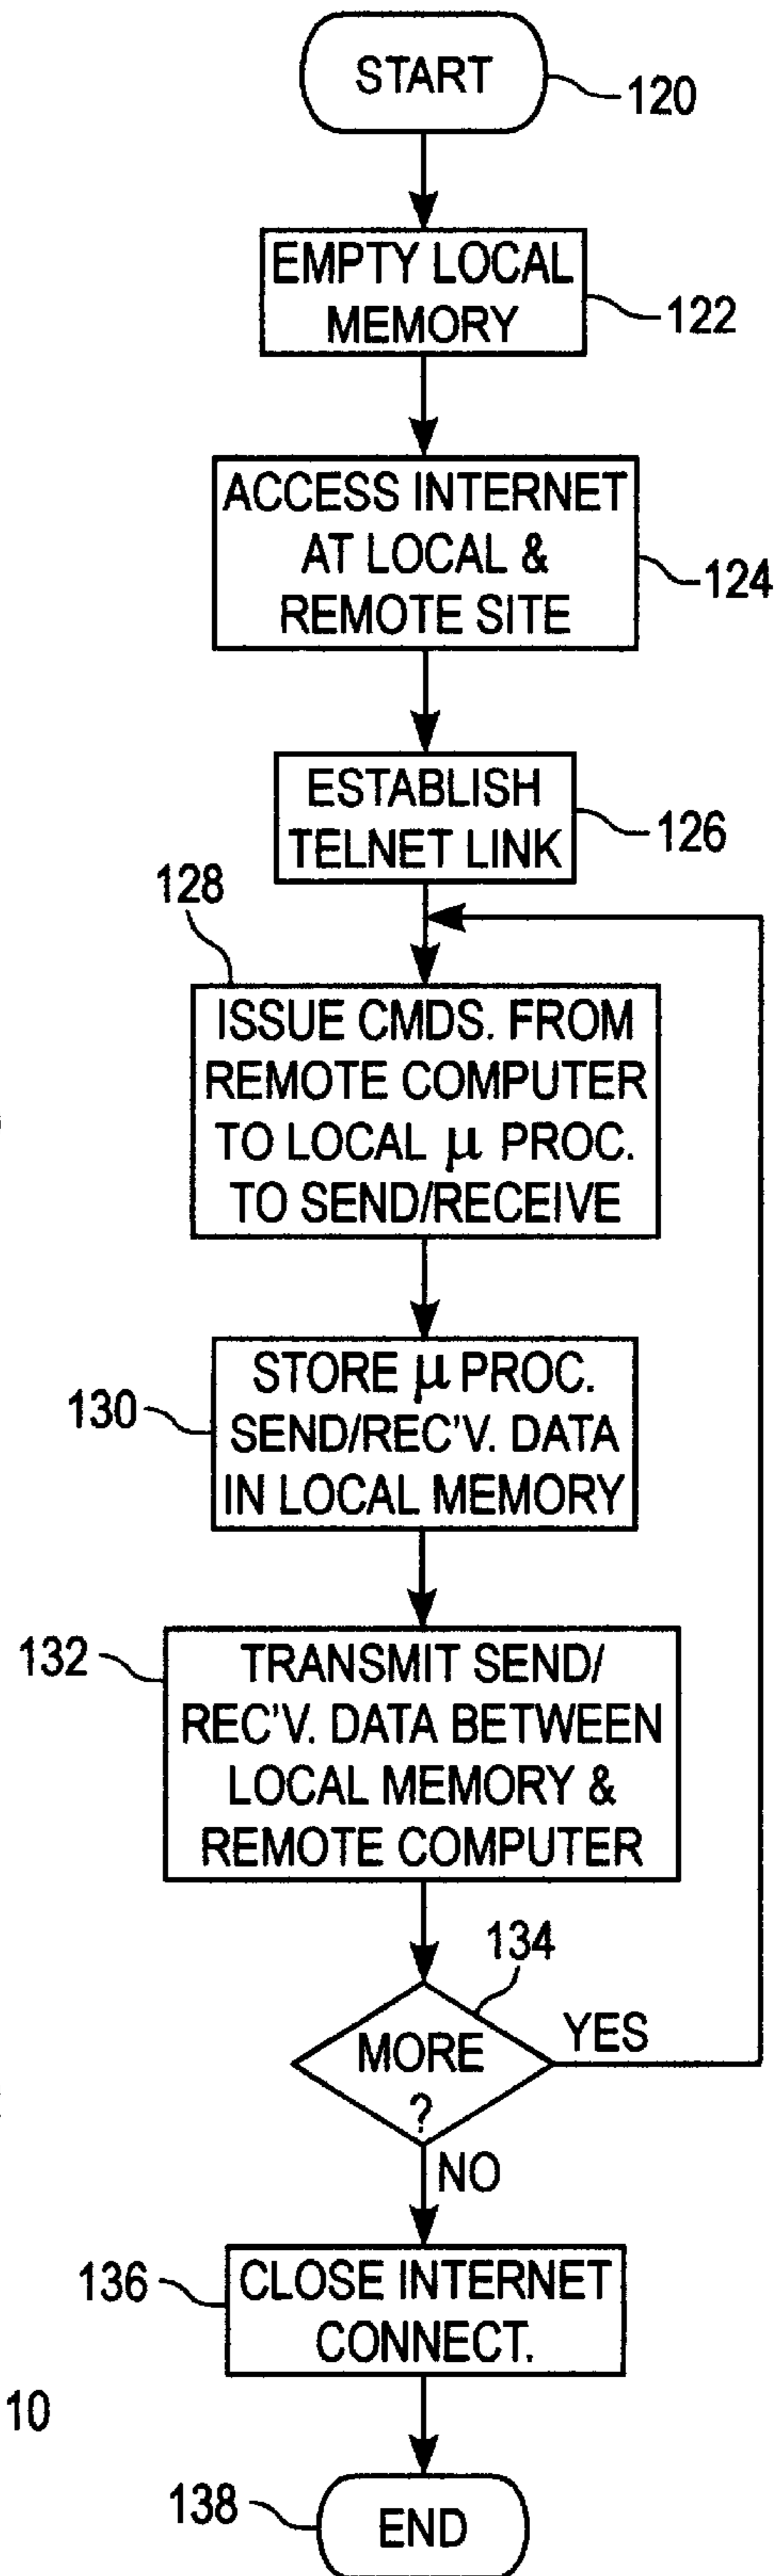 START
120
EMPTY LOCAL
MEMORY
122
ACCESS INTERNET
AT LOCAL &
REMOTE SITE
124
ESTABLISH
TELNET LINK
126
128
ISSUE CMDS. FROM
REMOTE COMPUTER
TO LOCAL μ PROC.
TO SEND/RECEIVE
130
STORE μ PROC.
SEND/REC'V. DATA
IN LOCAL MEMORY
132
TRANSMIT SEND/
REC'V. DATA BETWEEN
LOCAL MEMORY &
REMOTE COMPUTER
134
MORE
?
YES
NO
136
CLOSE INTERNET
CONNECT.
10
138
END